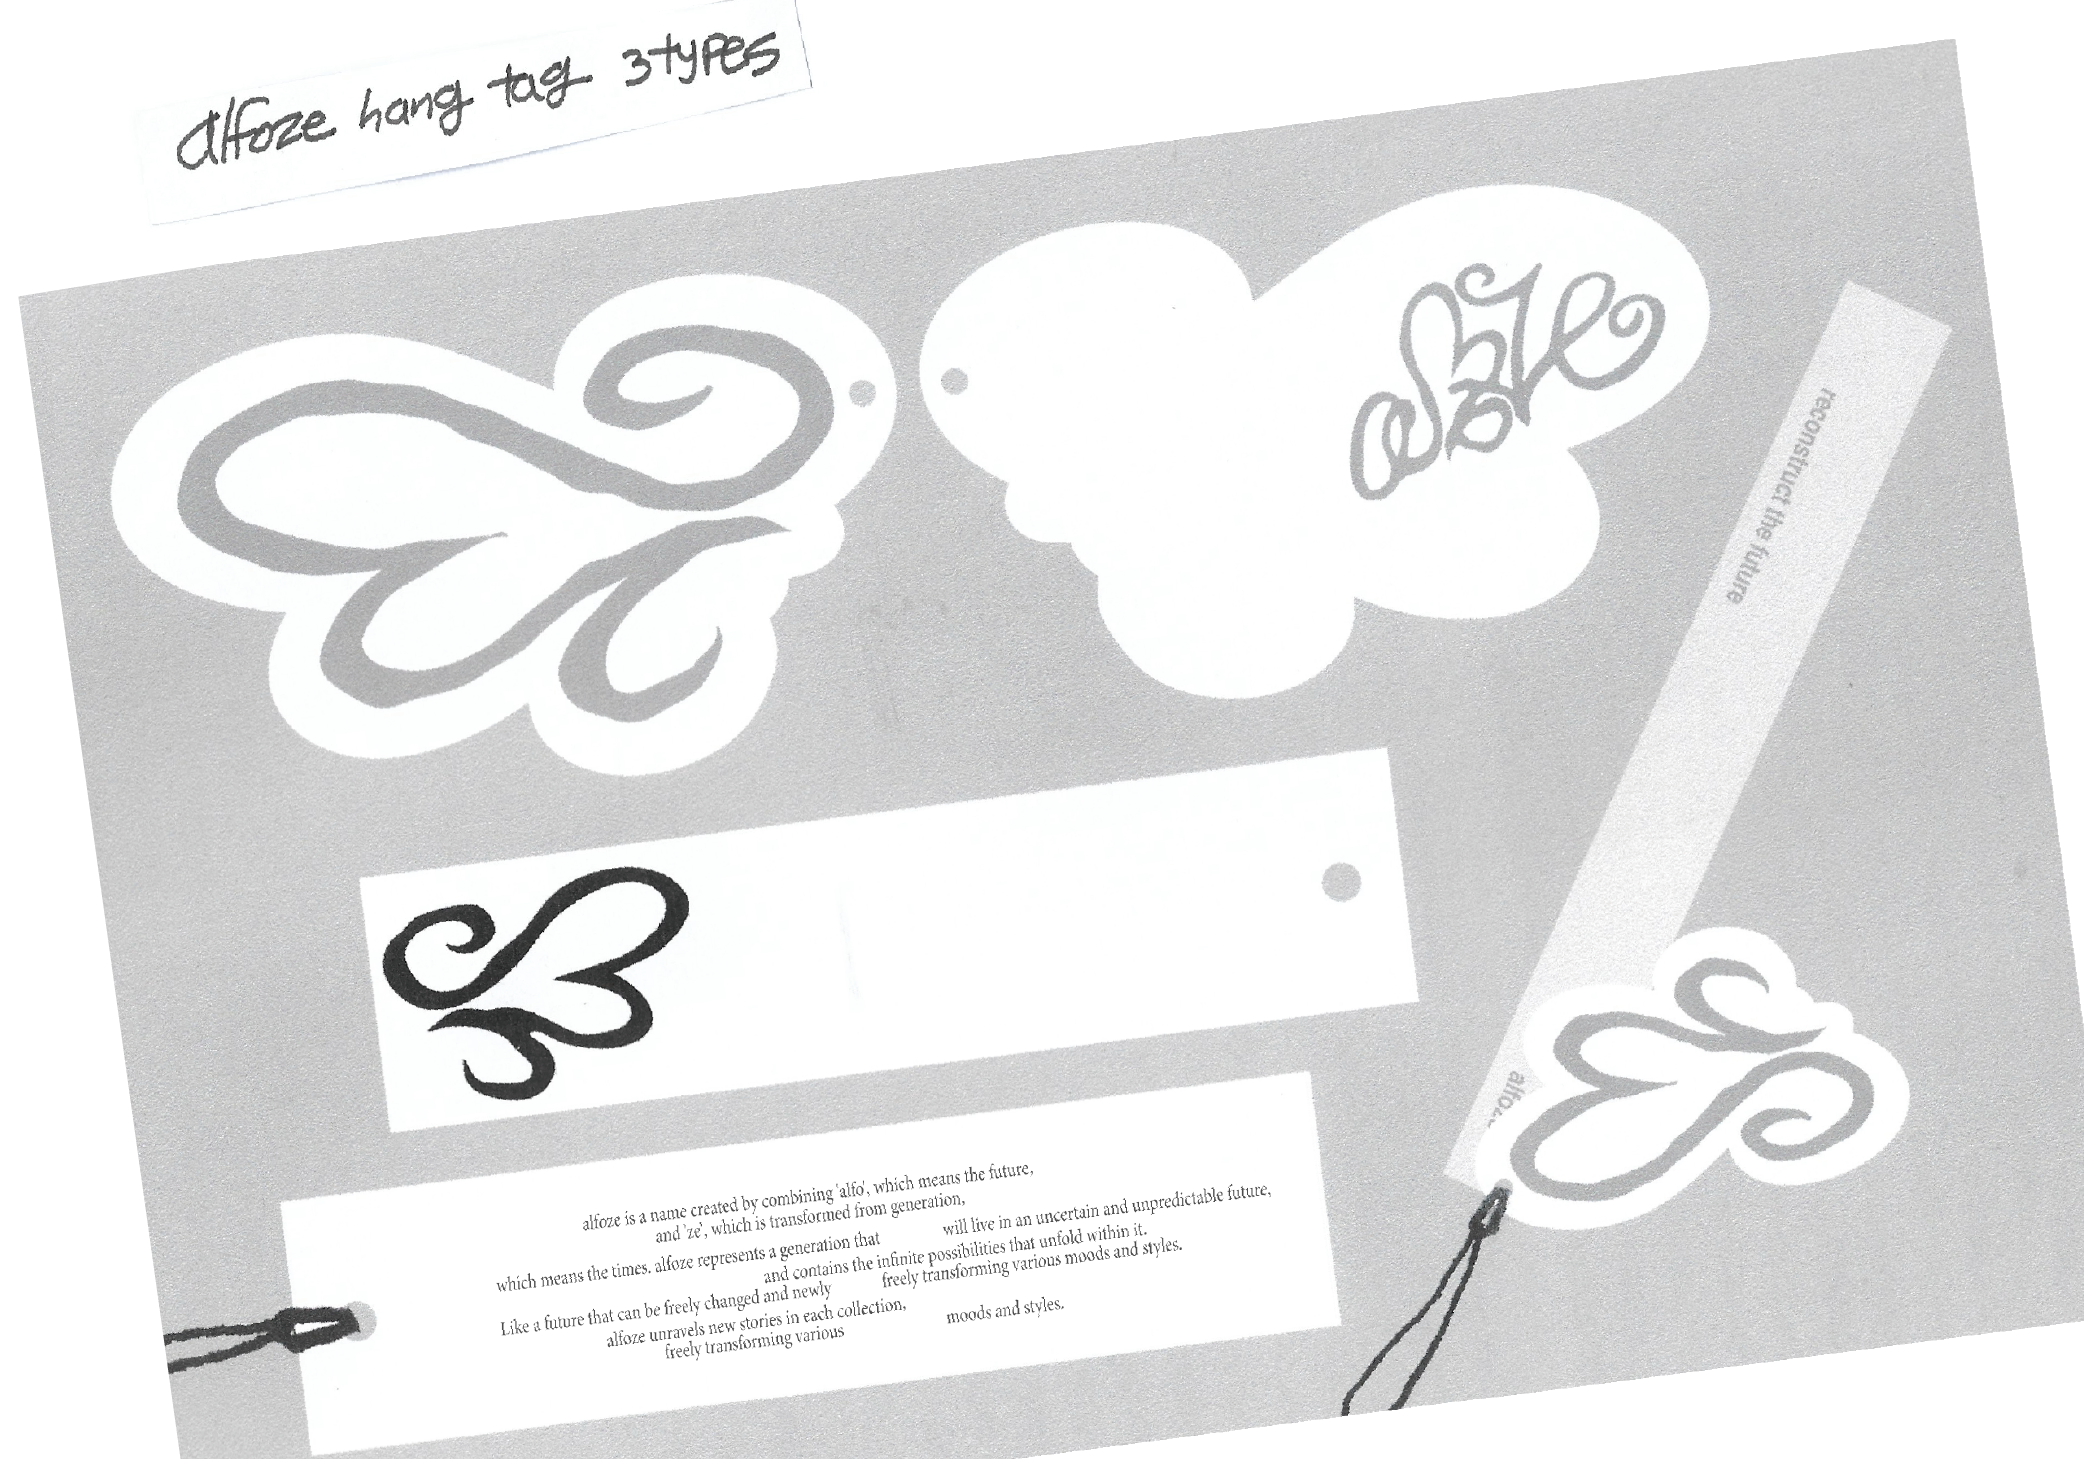 alfoze hang tag 3types
alfoze
reconstruct the future
alfoz
alfoze is a name created by combining 'alfo', which means the future,
and 'ze', which is transformed from generation,
which means the times. alfoze represents a generation that will live in an uncertain and unpredictable future,
and contains the infinite possibilities that unfold within it.
Like a future that can be freely changed and newly freely transforming various moods and styles.
alfoze unravels new stories in each collection,
freely transforming various moods and styles.